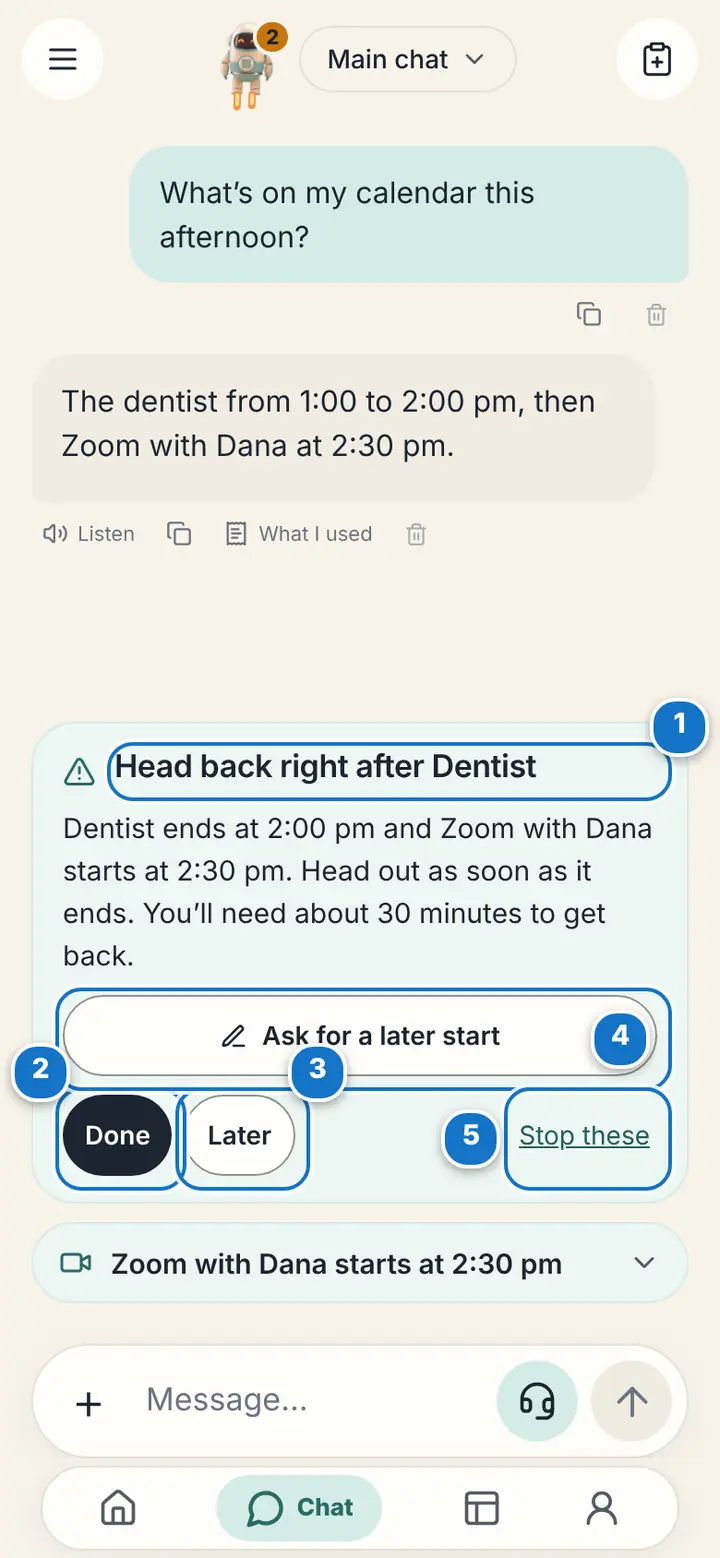 2
Main chat
What's on my calendar this
afternoon?
The dentist from 1:00 to 2:00 pm, then
Zoom with Dana at 2:30 pm.
Listen
What I used
1
Head back right after Dentist
Dentist ends at 2:00 pm and Zoom with Dana
starts at 2:30 pm. Head out as soon as it
ends. You'll need about 30 minutes to get
back.
Ask for a later start
4
2
3
Done
Later
5
Stop these
Zoom with Dana starts at 2:30 pm
Message...
Chat